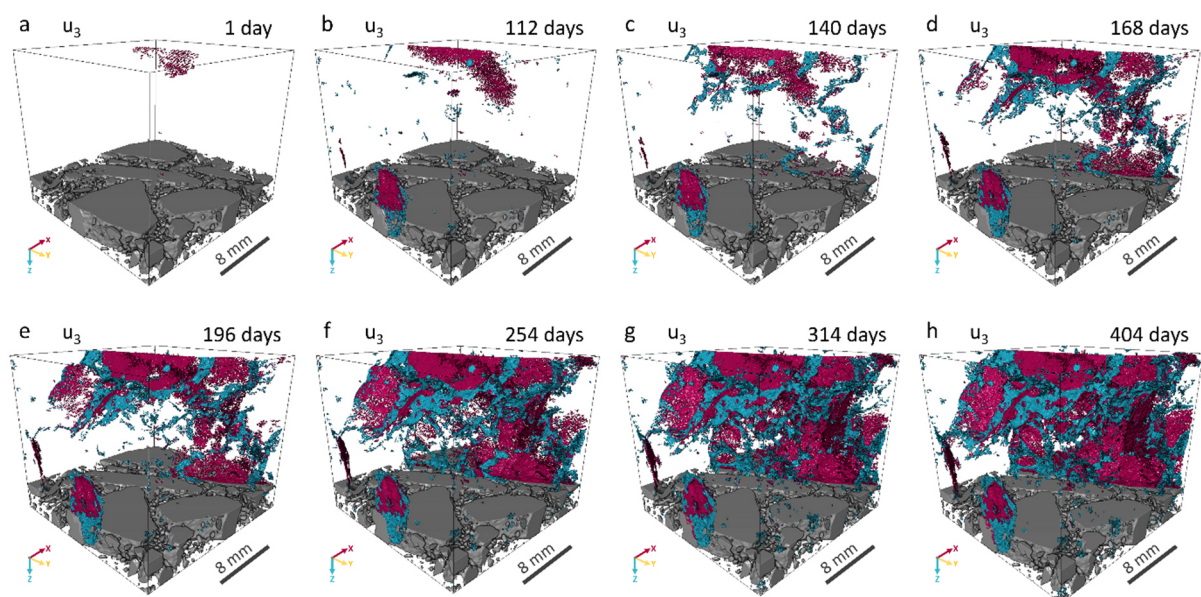 a u₃ 1 day
b u₃ 112 days
c u₃ 140 days
d u₃ 168 days
X Y Z 8 mm
X Y Z 8 mm
X Y Z 8 mm
X Y Z 8 mm
e u₃ 196 days
f u₃ 254 days
g u₃ 314 days
h u₃ 404 days
X Y Z 8 mm
X Y Z 8 mm
X Y Z 8 mm
X Y Z 8 mm